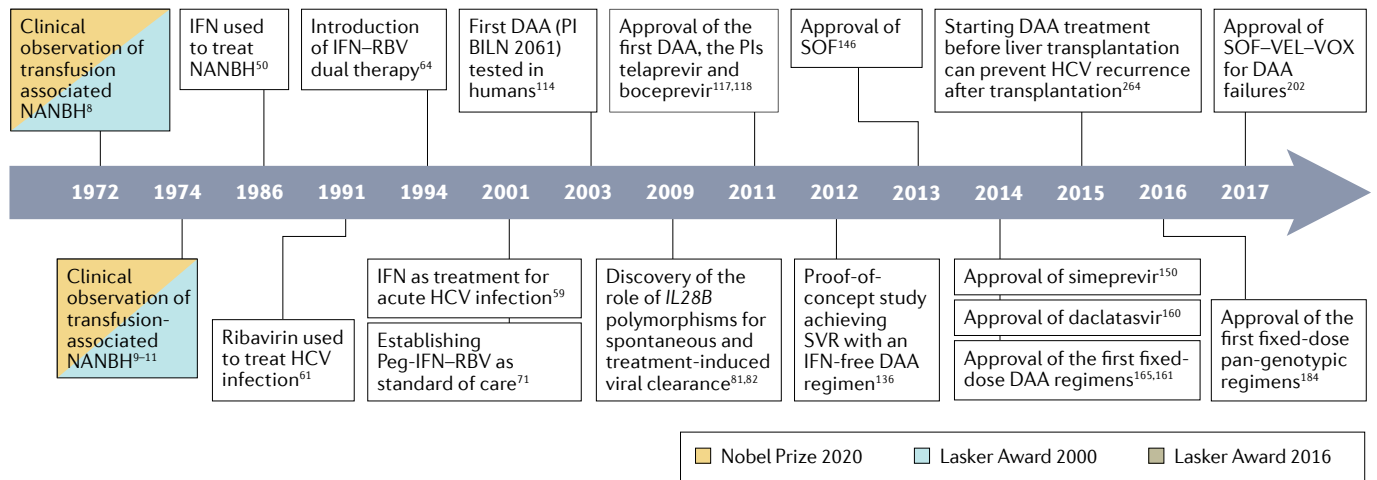 Clinical
observation of
transfusion
associated
NANBH⁸
IFN used
to treat
NANBH⁵⁰
Introduction
of IFN–RBV
dual therapy⁶⁴
First DAA (PI
BILN 2061)
tested in
humans¹¹⁴
Approval of the
first DAA, the PIs
telaprevir and
boceprevir¹¹⁷,¹¹⁸
Approval of
SOF¹⁴⁶
Starting DAA treatment
before liver transplantation
can prevent HCV recurrence
after transplantation²⁶⁴
Approval of
SOF–VEL–VOX
for DAA
failures²⁰²
1972 1974 1986 1991 1994 2001 2003 2009 2011 2012 2013 2014 2015 2016 2017
Clinical
observation of
transfusion-
associated
NANBH⁹–¹¹
Ribavirin used
to treat HCV
infection⁶¹
IFN as treatment for
acute HCV infection⁵⁹
Establishing
Peg-IFN–RBV as
standard of care⁷¹
Discovery of the
role of IL28B
polymorphisms for
spontaneous and
treatment-induced
viral clearance⁸¹,⁸²
Proof-of-
concept study
achieving
SVR with an
IFN-free DAA
regimen¹³⁶
Approval of simeprevir¹⁵⁰
Approval of daclatasvir¹⁶⁰
Approval of the first fixed-
dose DAA regimens¹⁶⁵,¹⁶¹
Approval of the
first fixed-dose
pan-genotypic
regimens¹⁸⁴
Nobel Prize 2020
Lasker Award 2000
Lasker Award 2016